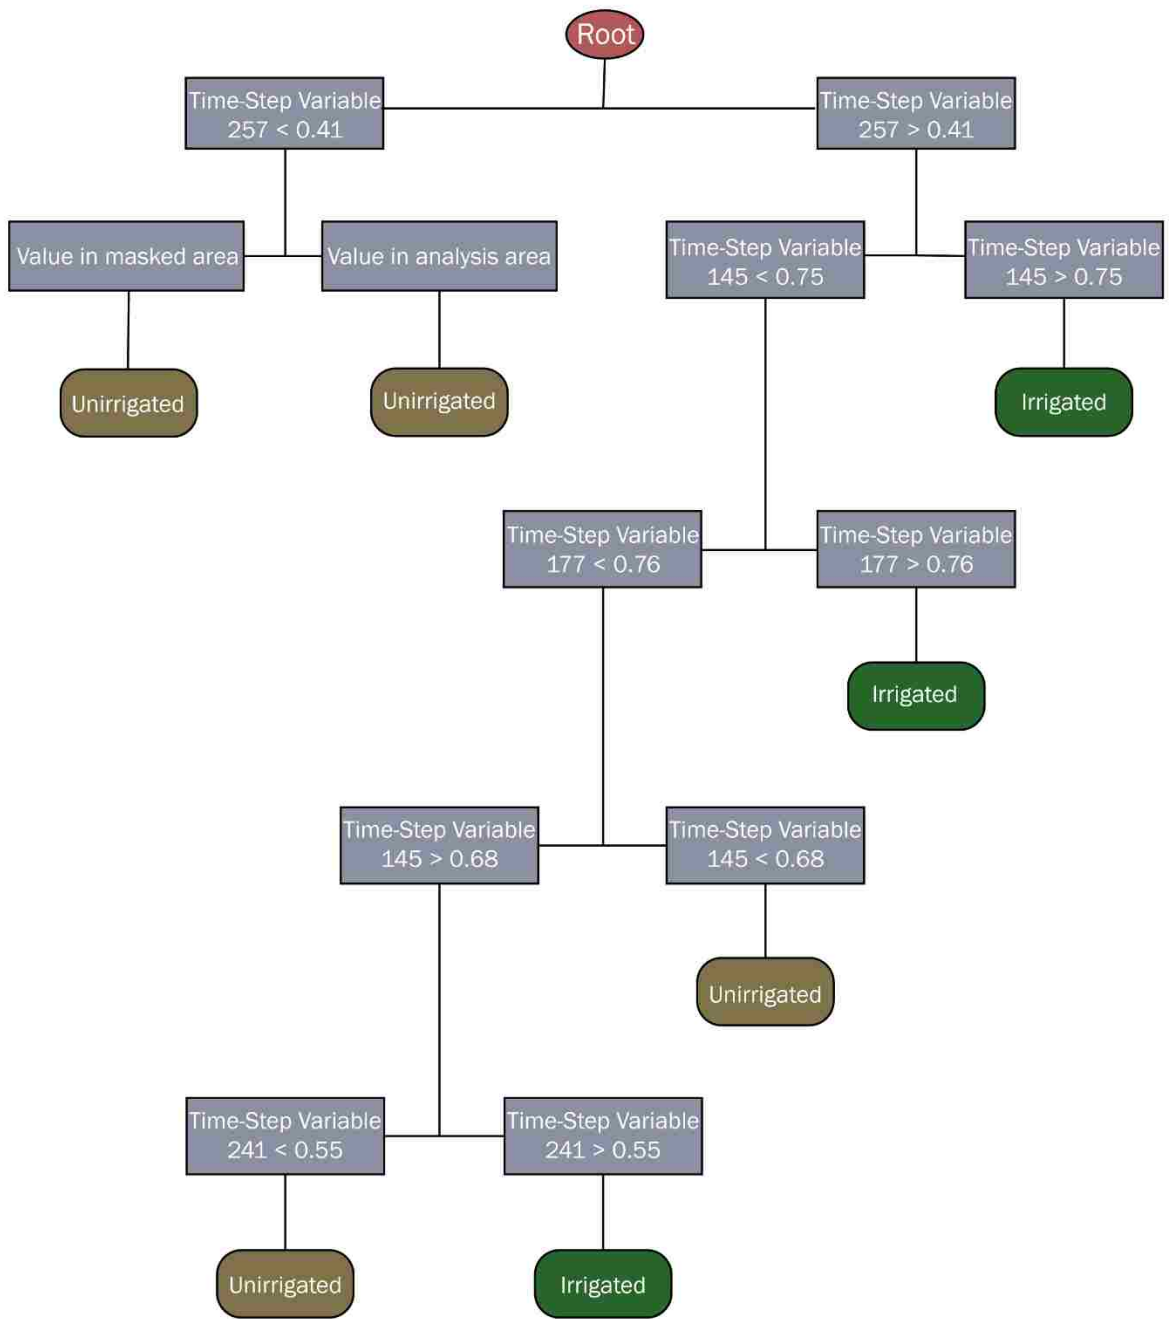 Root
Time-Step Variable
257 < 0.41
Time-Step Variable
257 > 0.41
Value in masked area
Value in analysis area
Time-Step Variable
145 < 0.75
Time-Step Variable
145 > 0.75
Unirrigated
Unirrigated
Irrigated
Time-Step Variable
177 < 0.76
Time-Step Variable
177 > 0.76
Irrigated
Time-Step Variable
145 > 0.68
Time-Step Variable
145 < 0.68
Unirrigated
Time-Step Variable
241 < 0.55
Time-Step Variable
241 > 0.55
Unirrigated
Irrigated